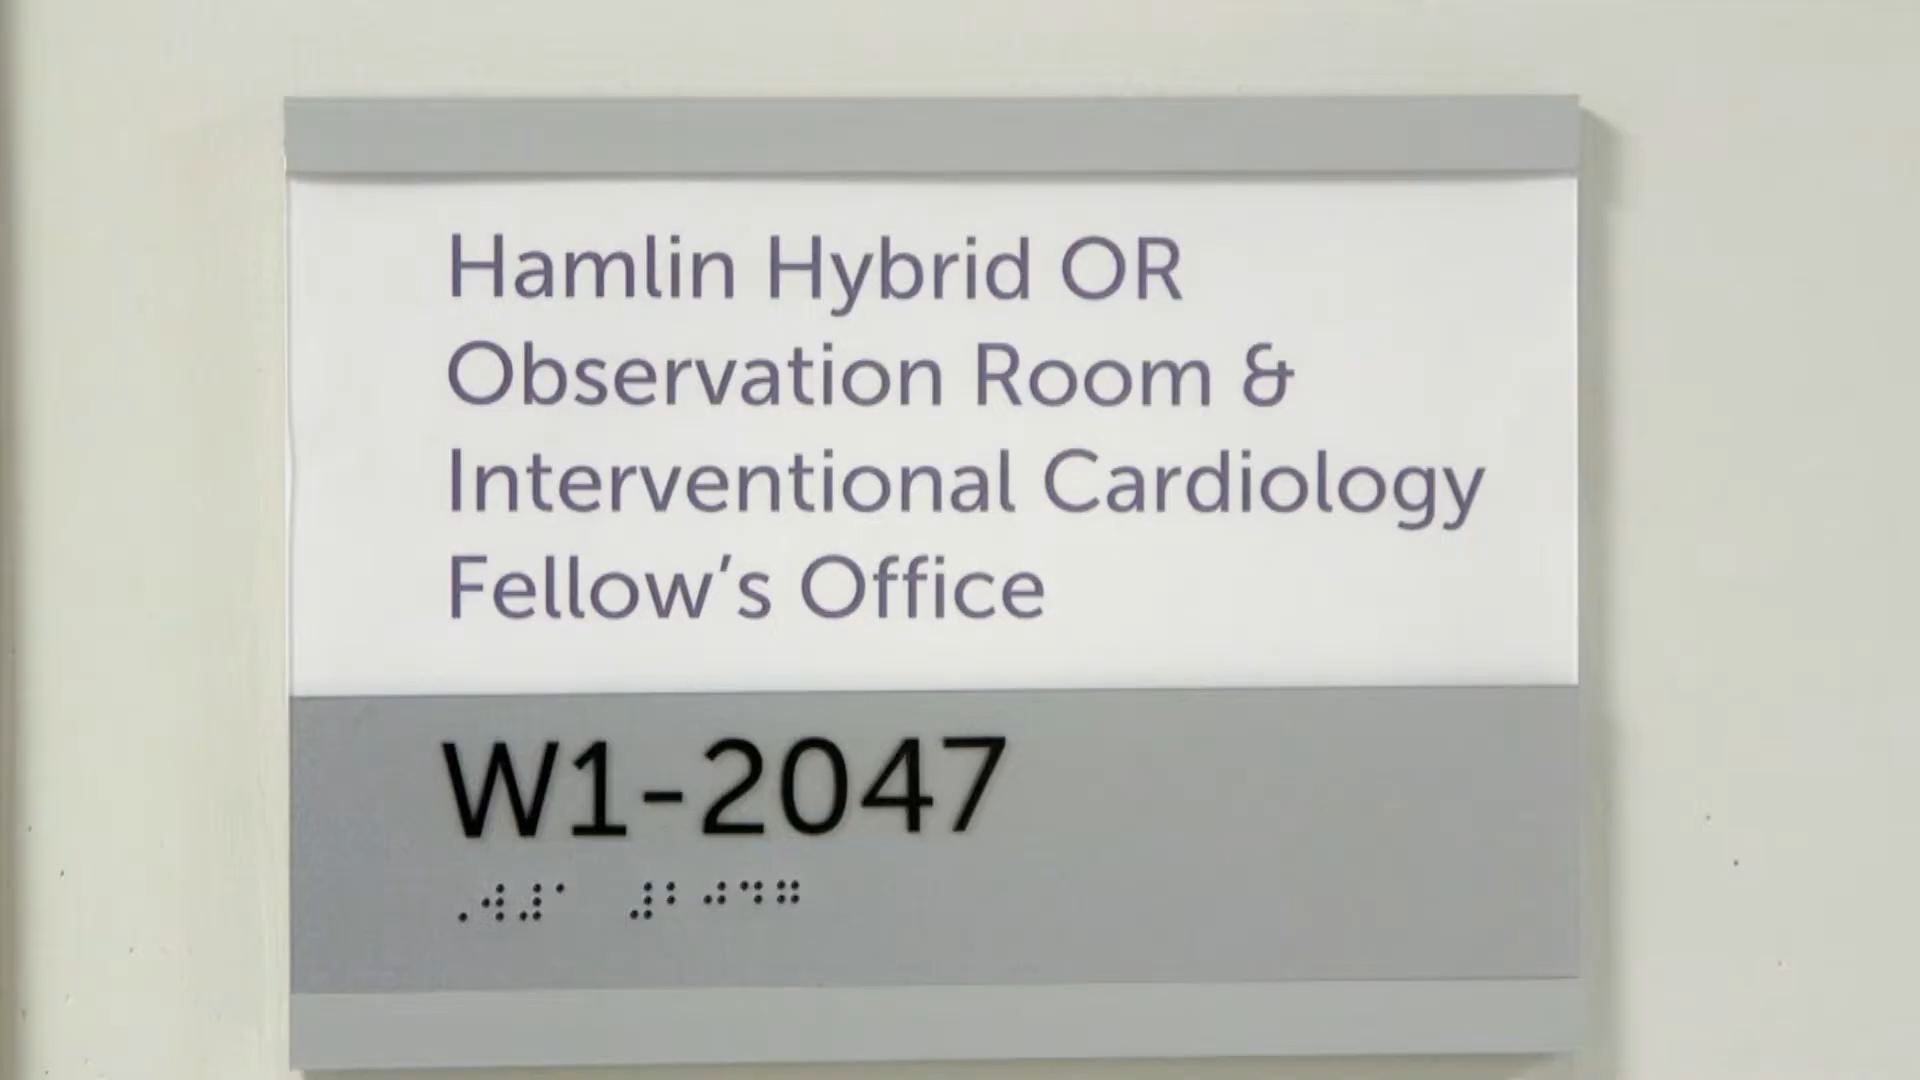 Hamlin Hybrid OR
Observation Room &
Interventional Cardiology
Fellow’s Office
W1-2047
⠠⠺⠼⠁ ⠼⠃⠚⠙⠛